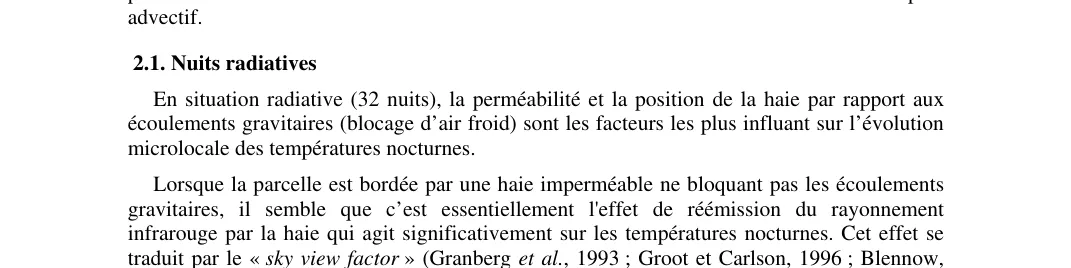 advectif.
2.1. Nuits radiatives
En situation radiative (32 nuits), la perméabilité et la position de la haie par rapport aux
écoulements gravitaires (blocage d’air froid) sont les facteurs les plus influant sur l’évolution
microlocale des températures nocturnes.
Lorsque la parcelle est bordée par une haie imperméable ne bloquant pas les écoulements
gravitaires, il semble que c’est essentiellement l'effet de réémission du rayonnement
infrarouge par la haie qui agit significativement sur les températures nocturnes. Cet effet se
traduit par le « sky view factor » (Granberg et al., 1993 ; Groot et Carlson, 1996 ; Blennow,